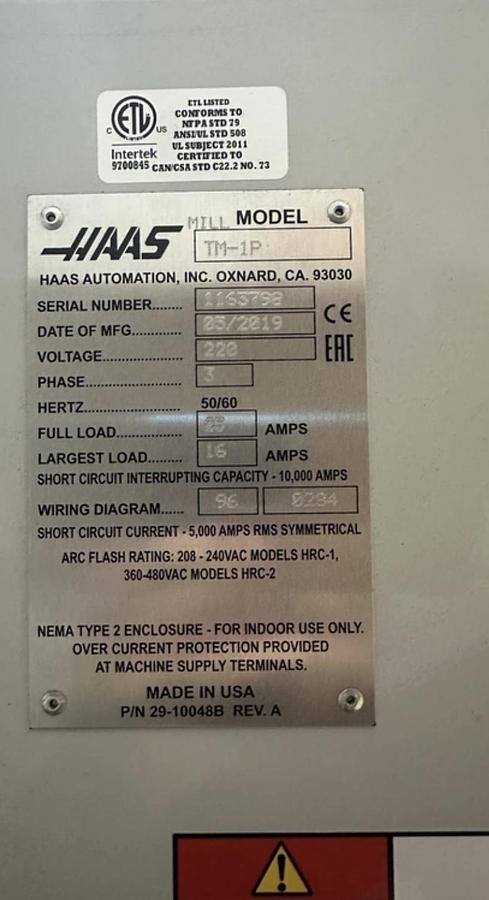 ETL LISTED
CONFORMS TO
NFPA STD 79
ANSI/UL STD 508
UL SUBJECT 2011
CERTIFIED TO
CAN/CSA STD C22.2 NO. 73
C ETL US
LISTED
Intertek
9700845
HAAS
MILL MODEL
TM-1P
HAAS AUTOMATION, INC. OXNARD, CA. 93030
SERIAL NUMBER........ 1163798
DATE OF MFG............. 03/2019
CE
VOLTAGE...................... 220
EAC
PHASE.......................... 3
HERTZ.......................... 50/60
FULL LOAD.................. 23 AMPS
LARGEST LOAD.......... 16 AMPS
SHORT CIRCUIT INTERRUPTING CAPACITY - 10,000 AMPS
WIRING DIAGRAM...... 96 0284
SHORT CIRCUIT CURRENT - 5,000 AMPS RMS SYMMETRICAL
ARC FLASH RATING: 208 - 240VAC MODELS HRC-1,
360-480VAC MODELS HRC-2
NEMA TYPE 2 ENCLOSURE - FOR INDOOR USE ONLY.
OVER CURRENT PROTECTION PROVIDED
AT MACHINE SUPPLY TERMINALS.
MADE IN USA
P/N 29-10048B REV. A